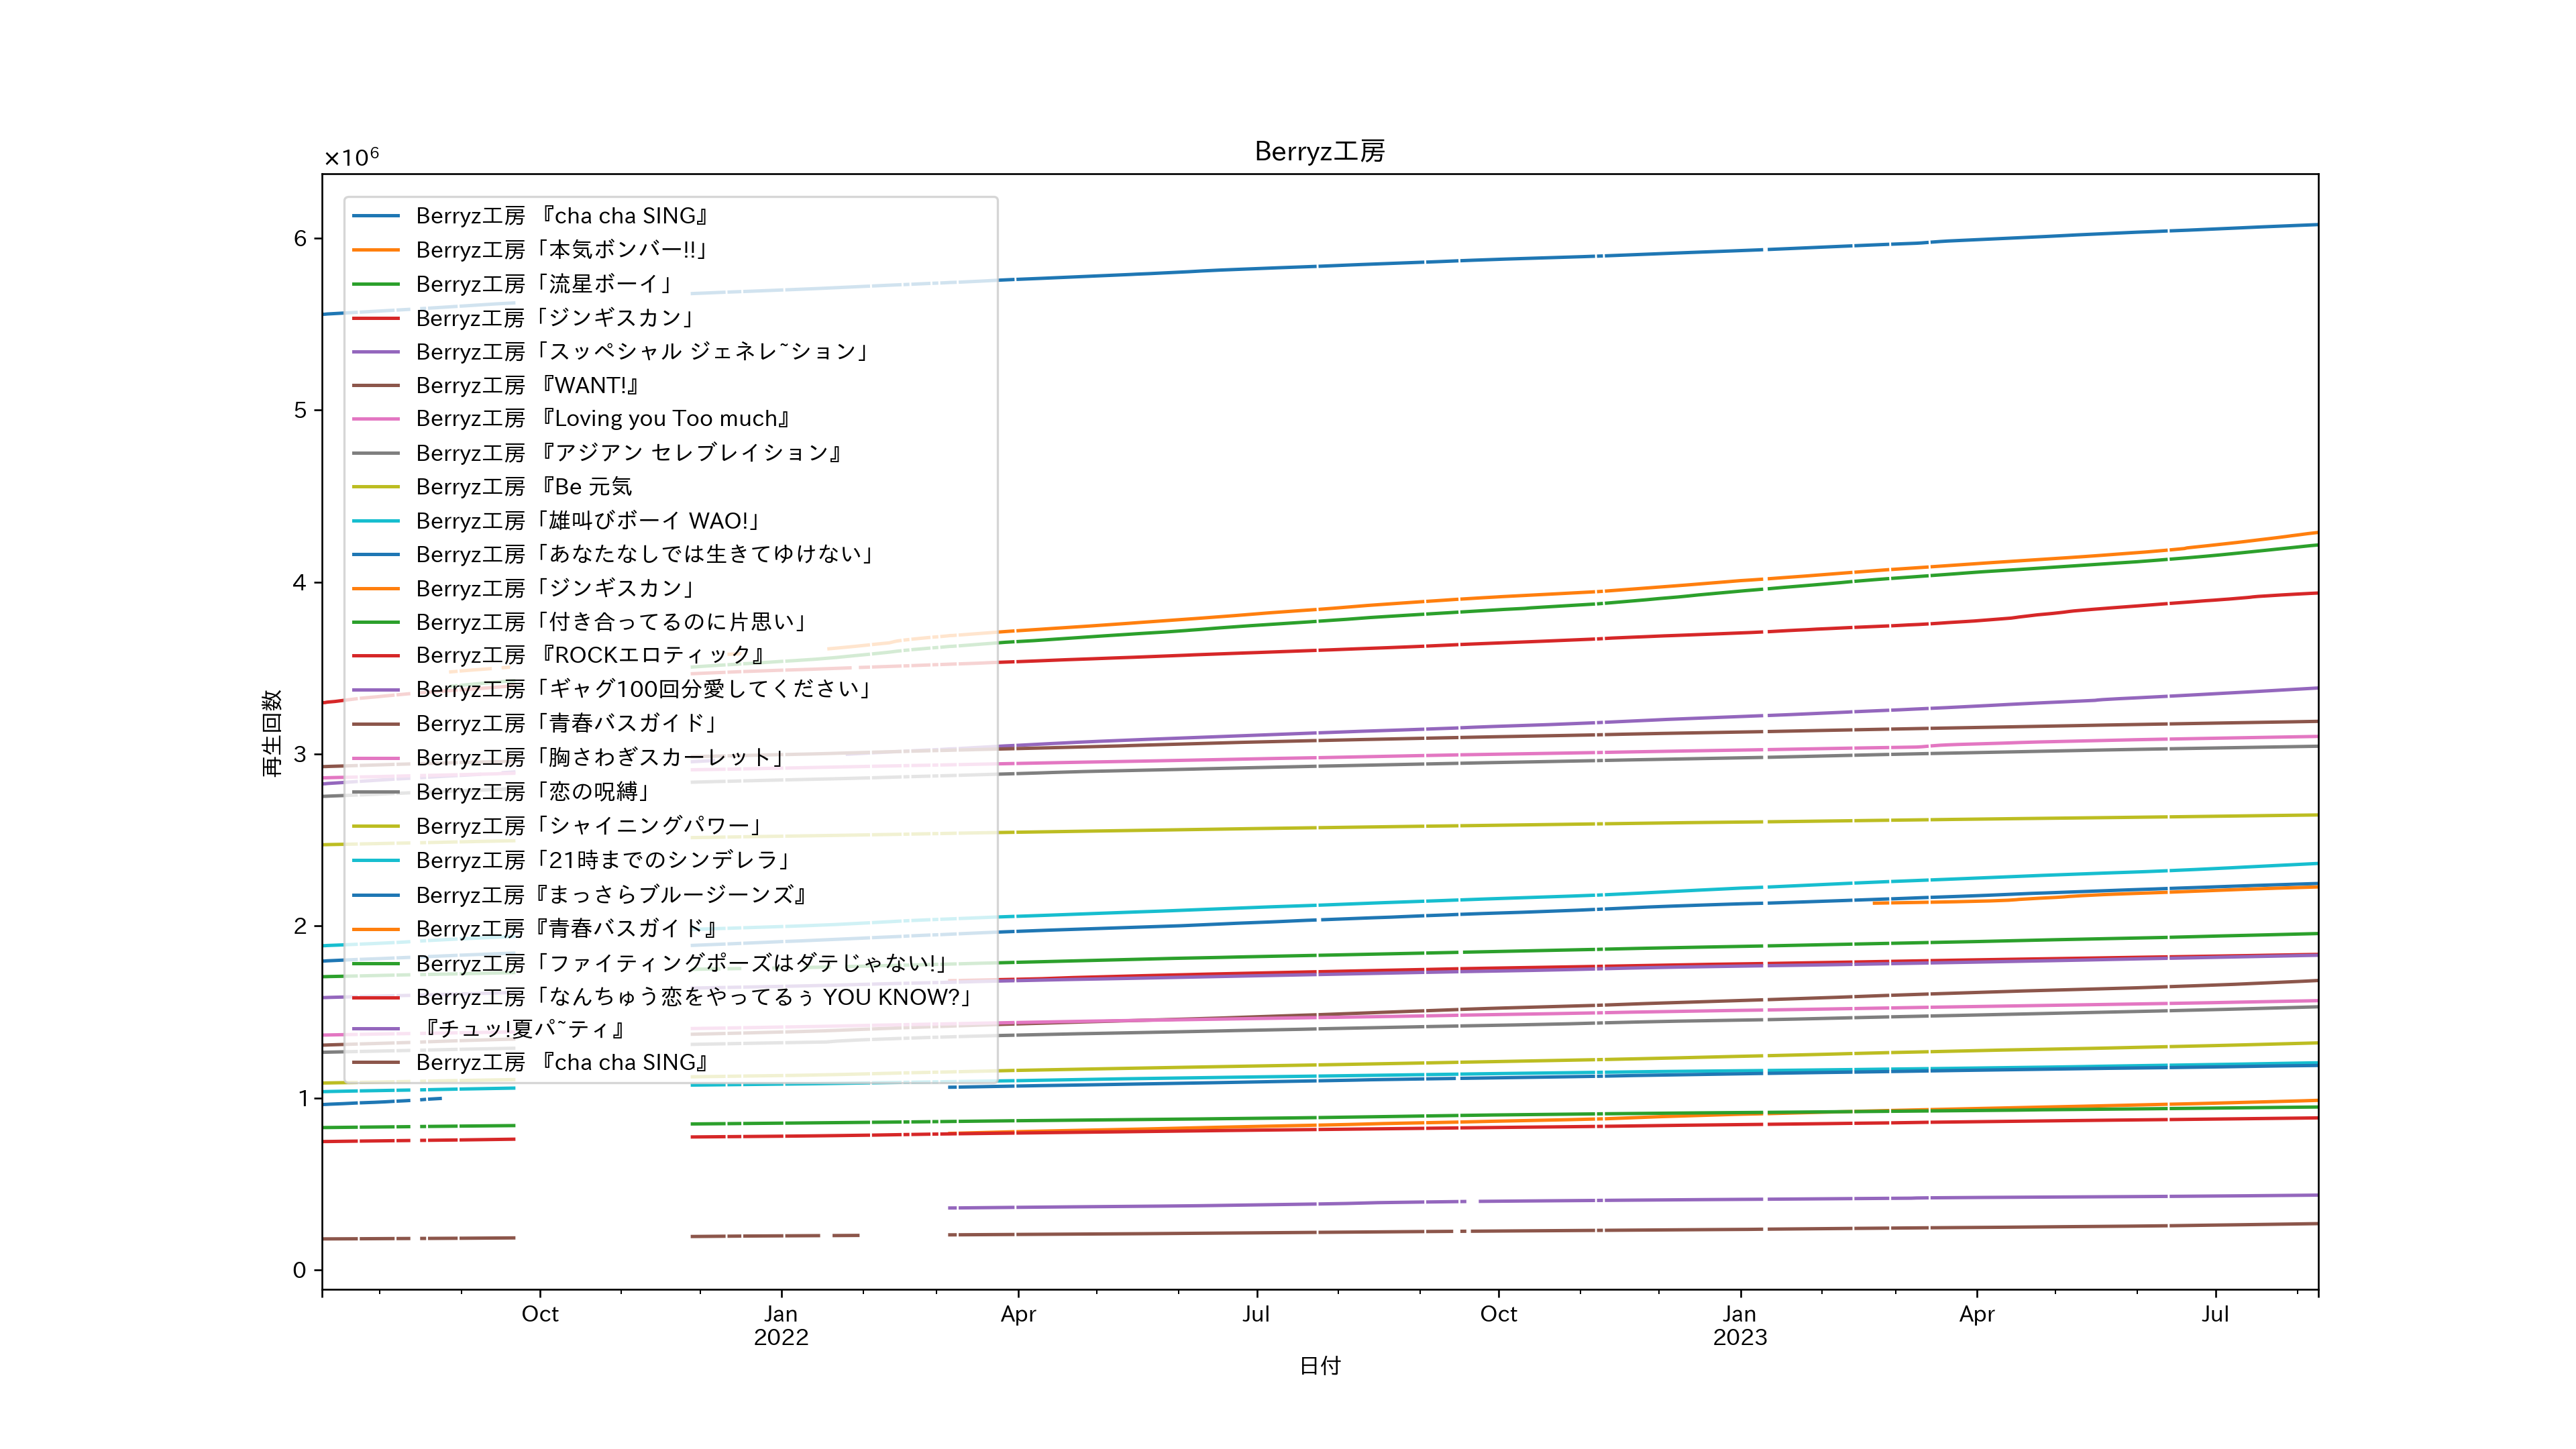 Berryz工房
×10⁶
Berryz工房 『cha cha SING』
Berryz工房「本気ボンバー!!」
Berryz工房「流星ボーイ」
Berryz工房「ジンギスカン」
Berryz工房「スッペシャル ジェネレ~ション」
Berryz工房 『WANT!』
Berryz工房 『Loving you Too much』
Berryz工房 『アジアン セレブレイション』
Berryz工房 『Be 元気
Berryz工房「雄叫びボーイ WAO!」
Berryz工房「あなたなしでは生きてゆけない」
Berryz工房「ジンギスカン」
Berryz工房「付き合ってるのに片思い」
Berryz工房 『ROCKエロティック』
Berryz工房「ギャグ100回分愛してください」
Berryz工房「青春バスガイド」
Berryz工房「胸さわぎスカーレット」
Berryz工房「恋の呪縛」
Berryz工房「シャイニングパワー」
Berryz工房「21時までのシンデレラ」
Berryz工房『まっさらブルージーンズ』
Berryz工房『青春バスガイド』
Berryz工房「ファイティングポーズはダテじゃない!」
Berryz工房「なんちゅう恋をやってるぅ YOU KNOW?」
『チュッ!夏パ~ティ』
Berryz工房 『cha cha SING』
再生回数
6
5
4
3
2
1
0
Oct
Jan
2022
Apr
Jul
Oct
Jan
2023
Apr
Jul
日付